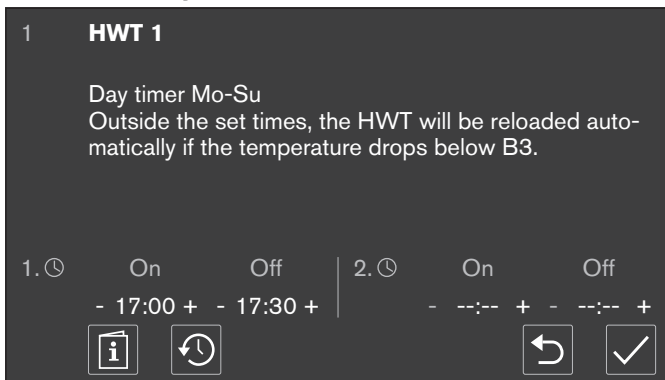 1 HWT 1
Day timer Mo-Su
Outside the set times, the HWT will be reloaded auto-
matically if the temperature drops below B3.
1. On Off 2. On Off
- 17:00 + - 17:30 + - --:-- + - --:-- +
i